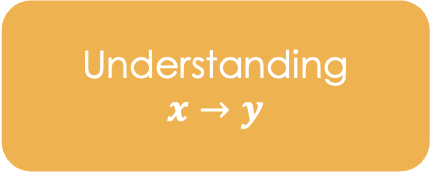 Understanding
x → y